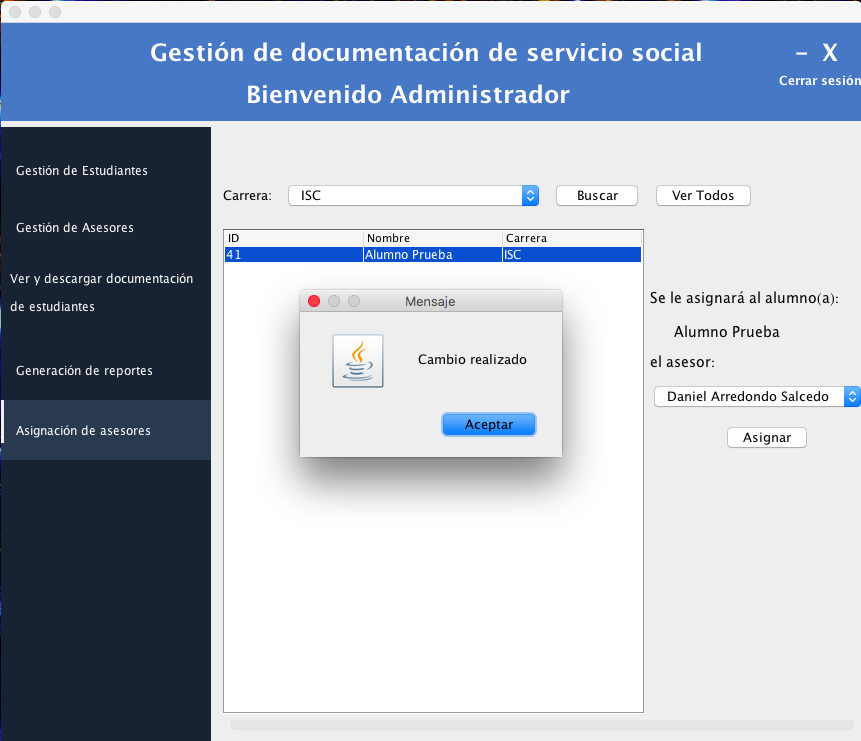 Gestión de documentación de servicio social
Bienvenido Administrador
– X
Cerrar sesión
Gestión de Estudiantes
Gestión de Asesores
Ver y descargar documentación
de estudiantes
Generación de reportes
Asignación de asesores
Carrera: ISC Buscar Ver Todos
ID Nombre Carrera
41 Alumno Prueba ISC
Mensaje
Cambio realizado
Aceptar
Se le asignará al alumno(a):
Alumno Prueba
el asesor:
Daniel Arredondo Salcedo
Asignar